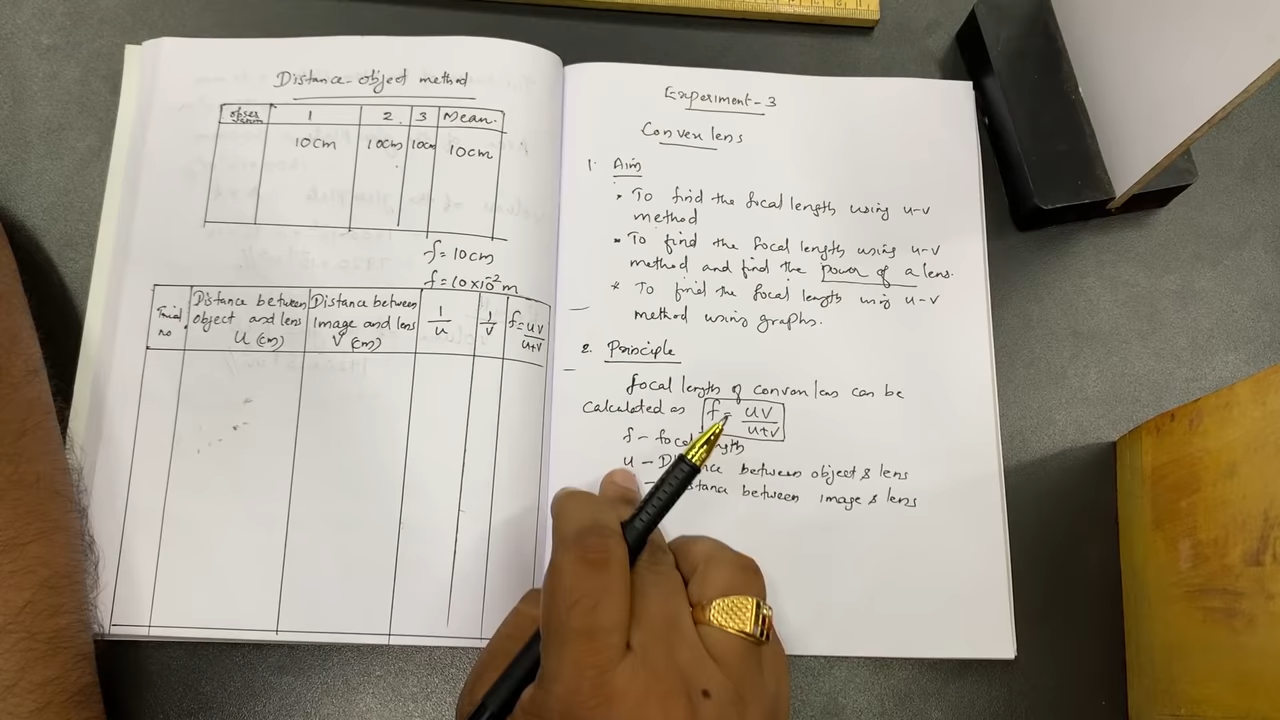 Distance-object method
1 2. 3 Mean.
10cm 10cm 10cm 10cm
f = 10cm
f = 10×10⁻²m
Trial no
Distance between object and lens
u (cm)
Distance between image and lens
v (cm)
1/u
1/v
f = uv/u+v
Experiment-3
Convex lens
1. Aim
* To find the focal length using u-v
method
* To find the focal length using u-v
method and find the power of a lens.
* To find the focal length using u-v
method using graphs.
2. Principle
focal length of convex lens can be
calculated as f = uv/u+v
f - focal length
u - Distance between object & lens
- Distance between image & lens